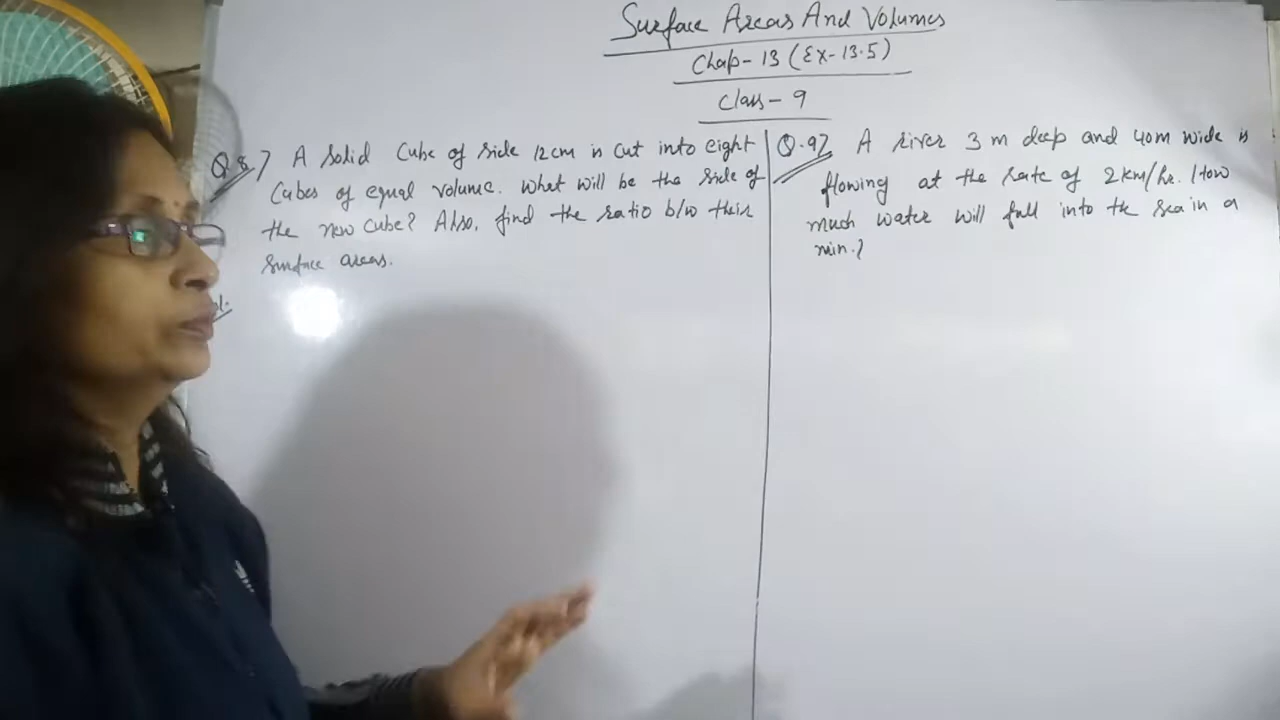 Surface Areas And Volumes
Chap-13 (Ex-13.5)
Class-9
Q.8.7 A Solid Cube of side 12cm is cut into eight
Cubes of equal volume. What will be the side of
the new cube? Also, find the ratio b/w their
surface areas.
ol.
Q.97 A river 3 m deep and 40m wide is
flowing at the rate of 2km/hr. How
much water will fall into the sea in a
min.?